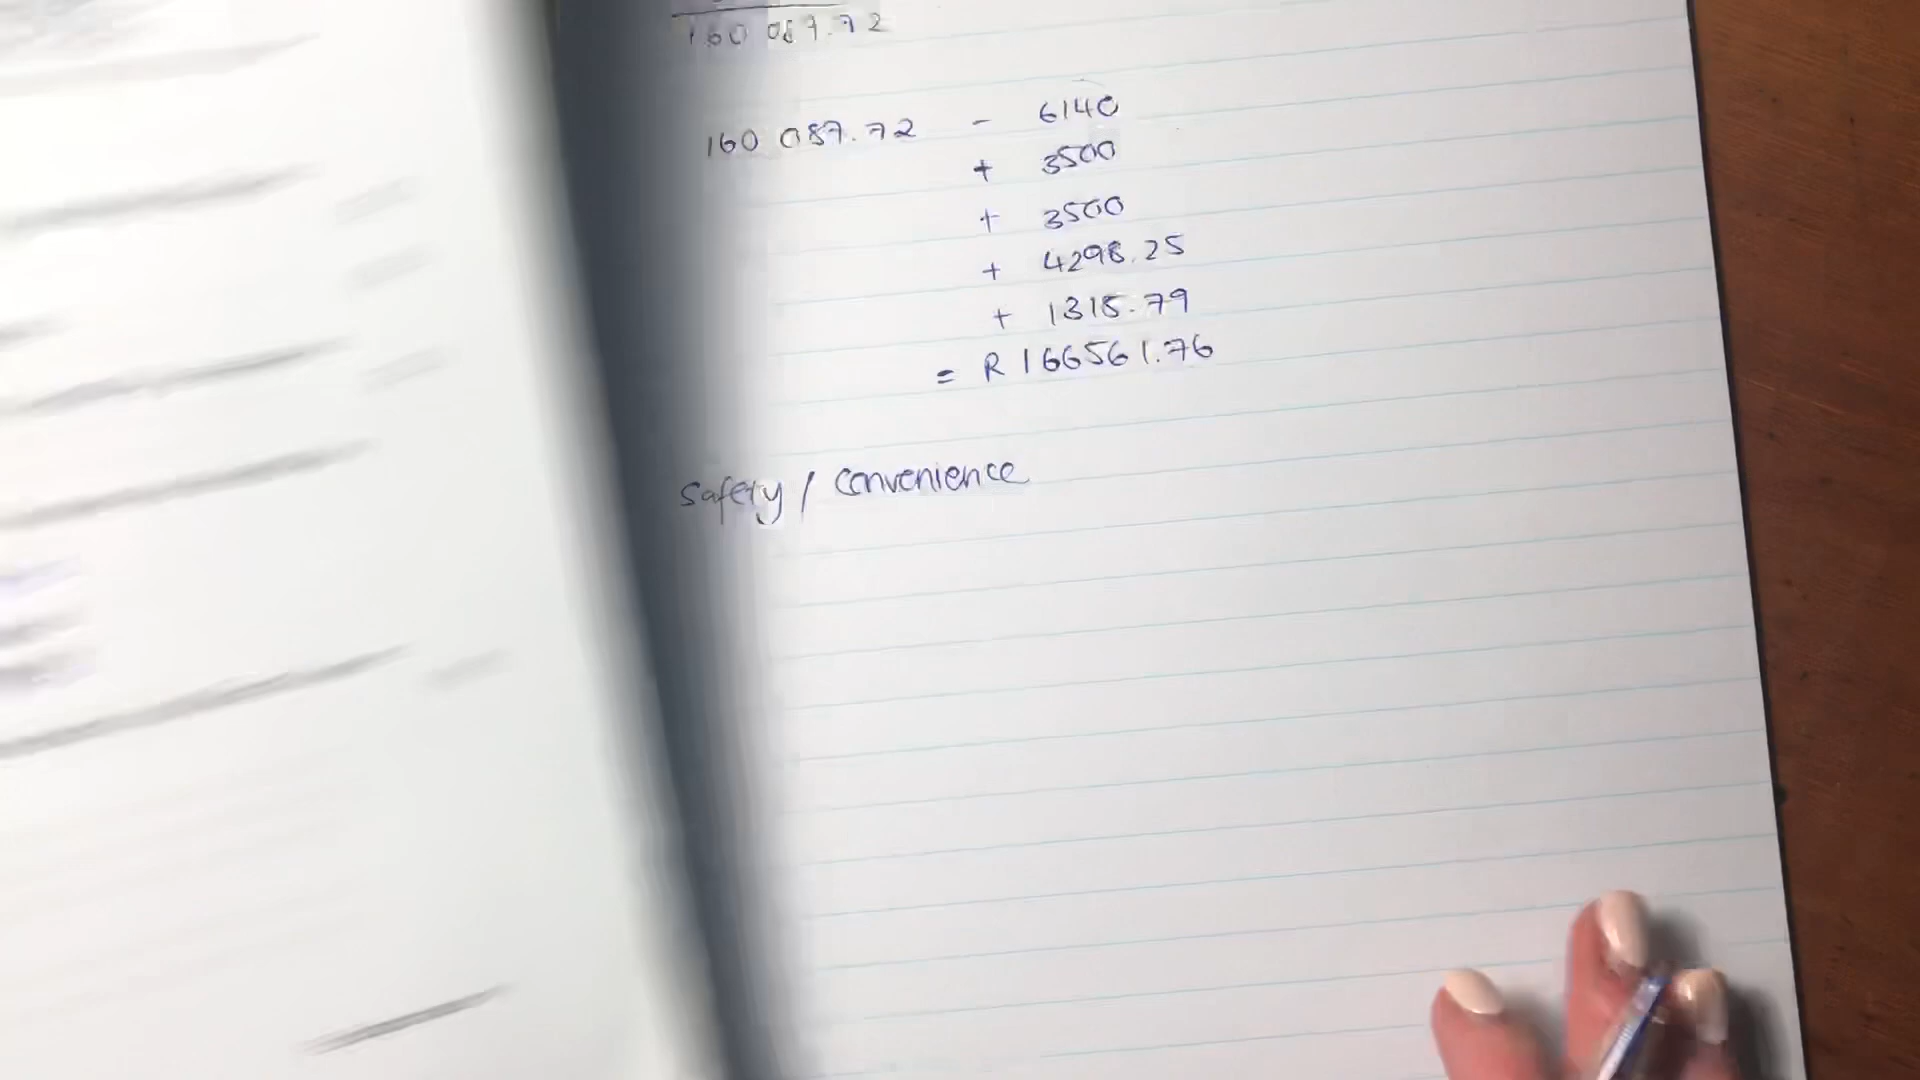 160 087.72
160 087.72 - 6140
+ 3500
+ 3500
+ 4298.25
+ 1315.79
= R 166561.76
Safety / Convenience